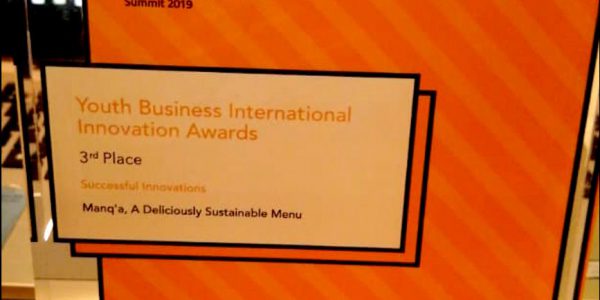 Summit 2019
Youth Business International
Innovation Awards
3rd Place
Successful Innovations
Manq'a, A Deliciously Sustainable Menu